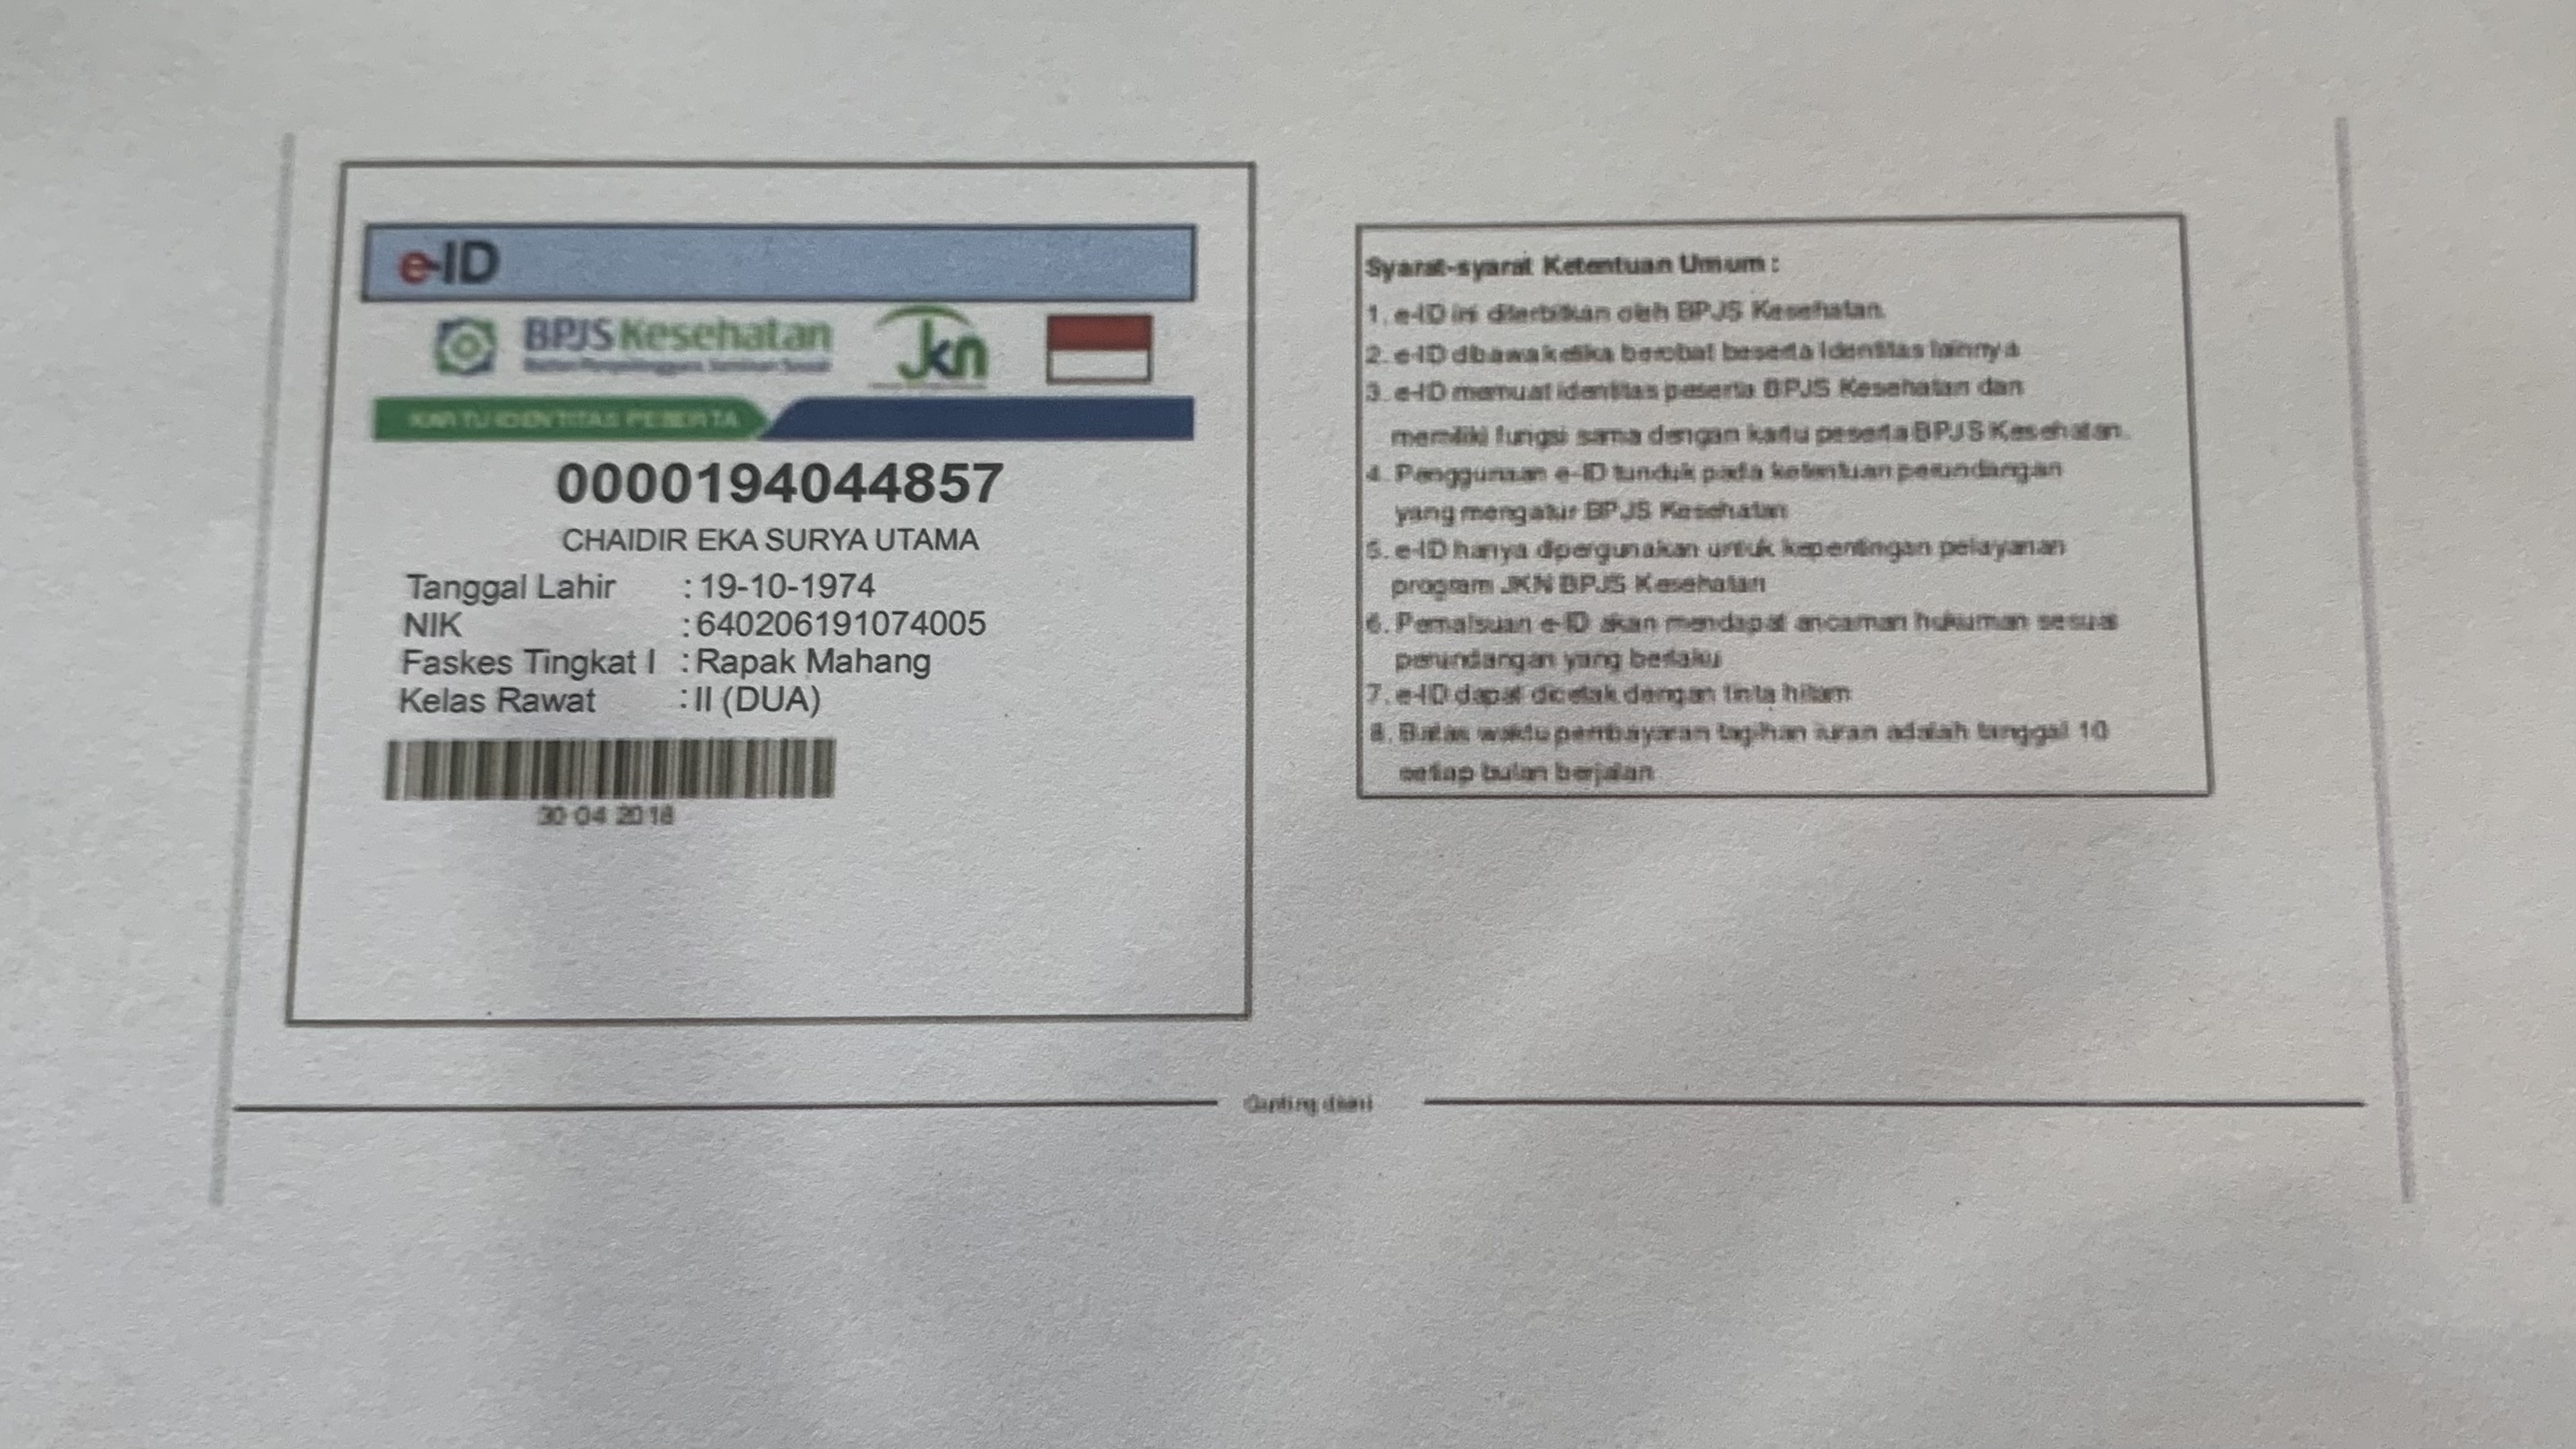 e-ID
BPJS Kesehatan
Jkn
KARTU IDENTITAS PESERTA
0000194044857
CHAIDIR EKA SURYA UTAMA
Tanggal Lahir : 19-10-1974
NIK : 640206191074005
Faskes Tingkat I : Rapak Mahang
Kelas Rawat : II (DUA)
30 04 2018
Syarat-syarat Ketentuan Umum :
1. e-ID ini diterbitkan oleh BPJS Kesehatan.
2. e-ID dibawa ketika berobat beserta Identitas lainnya
3. e-ID memuat identitas peserta BPJS Kesehatan dan
memiliki fungsi sama dengan kartu peserta BPJS Kesehatan.
4. Penggunaan e-ID tunduk pada ketentuan perundangan
yang mengatur BPJS Kesehatan
5. e-ID hanya dipergunakan untuk kepentingan pelayanan
program JKN BPJS Kesehatan
6. Pemalsuan e-ID akan mendapat ancaman hukuman sesuai
perundangan yang berlaku
7. e-ID dapat dicetak dengan tinta hitam
8. Batas waktu pembayaran tagihan iuran adalah tanggal 10
setiap bulan berjalan
Gunting disini